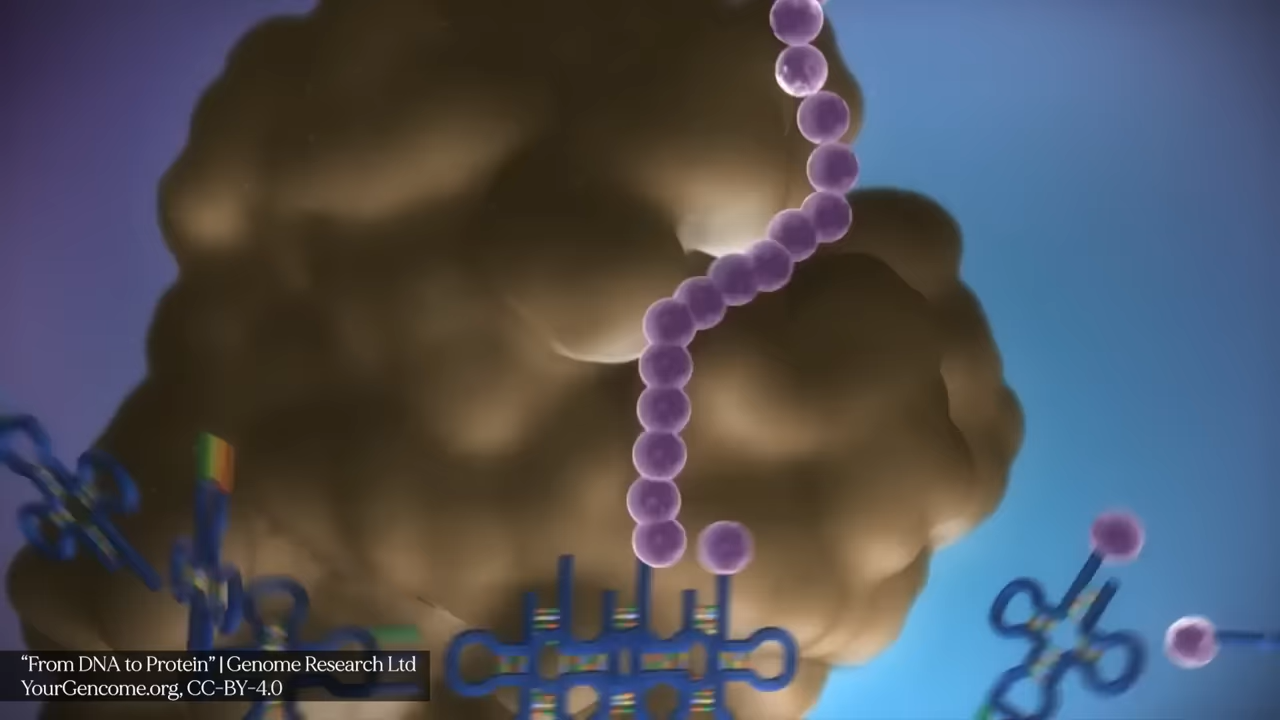 “From DNA to Protein” | Genome Research Ltd
YourGencome.org, CC-BY-4.0